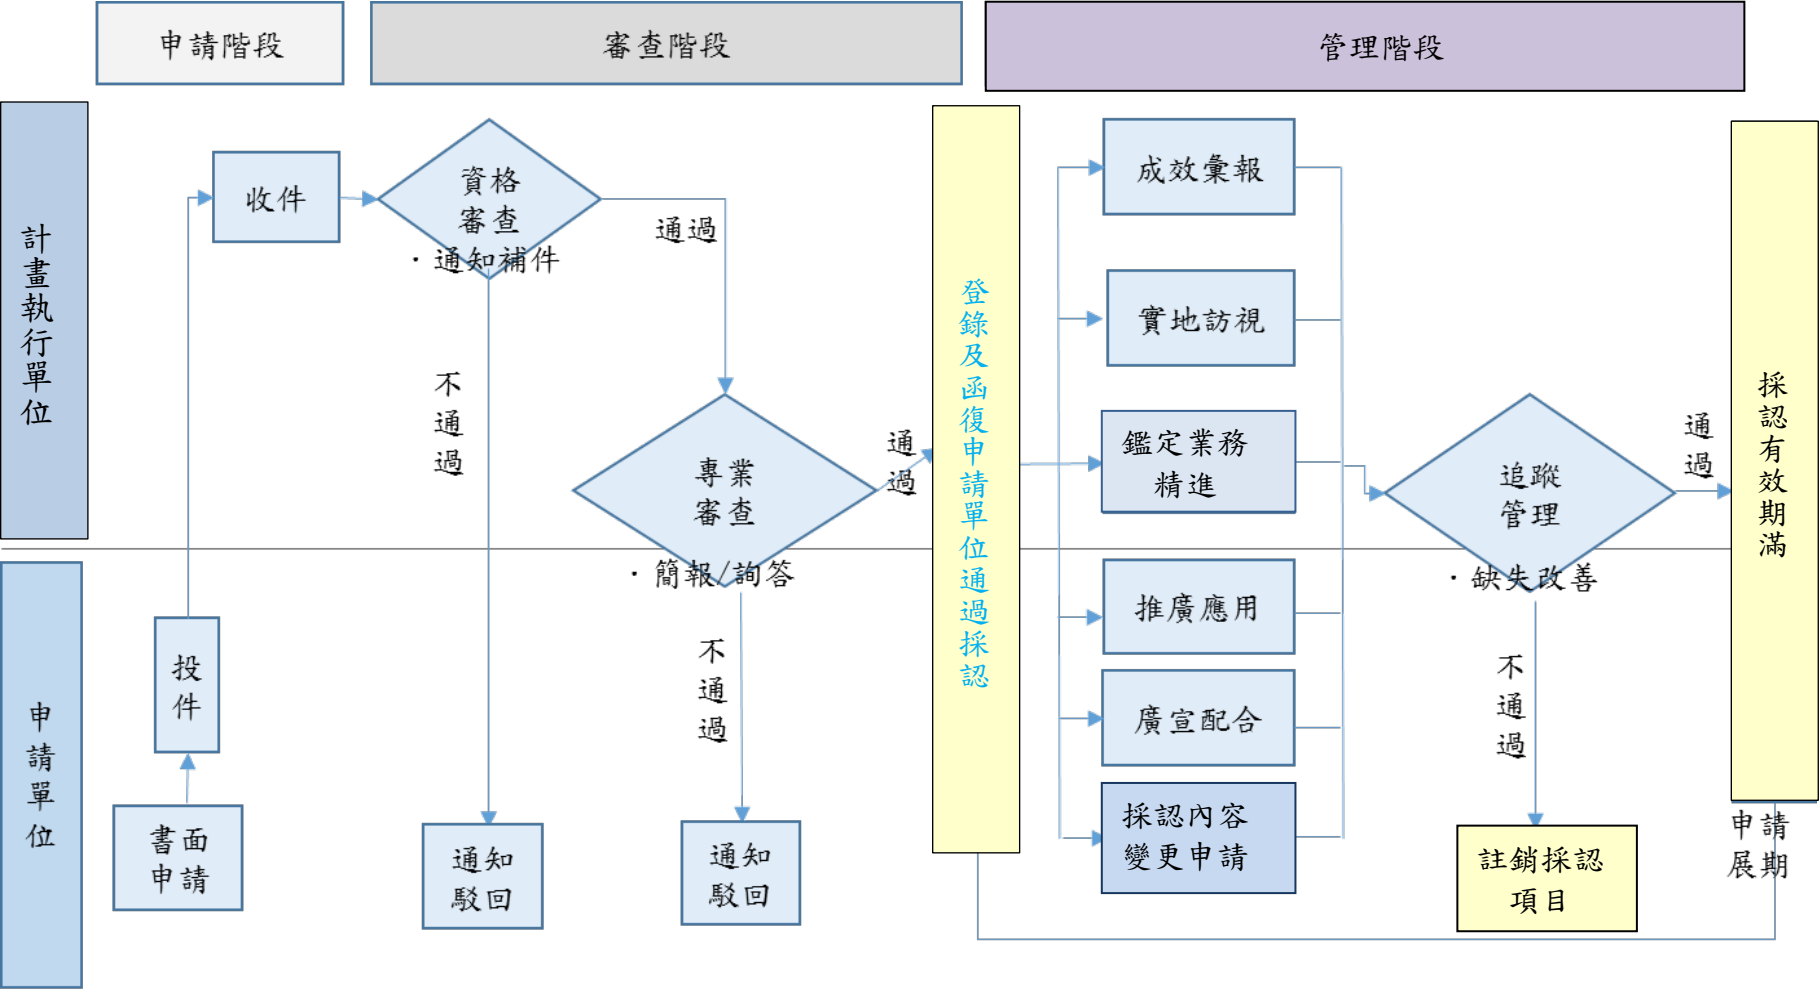 申請階段
審查階段
管理階段
計畫執行單位
申請單位
書面
申請
投件
收件
資格
審查
．通知補件
通過
不通過
通知
駁回
專業
審查
．簡報/詢答
通過
不通過
通知
駁回
登錄及函復申請單位通過採認
成效彙報
實地訪視
鑑定業務
精進
推廣應用
廣宣配合
採認內容
變更申請
追蹤
管理
．缺失改善
通過
不通過
註銷採認
項目
採認有效期滿
申請
展期